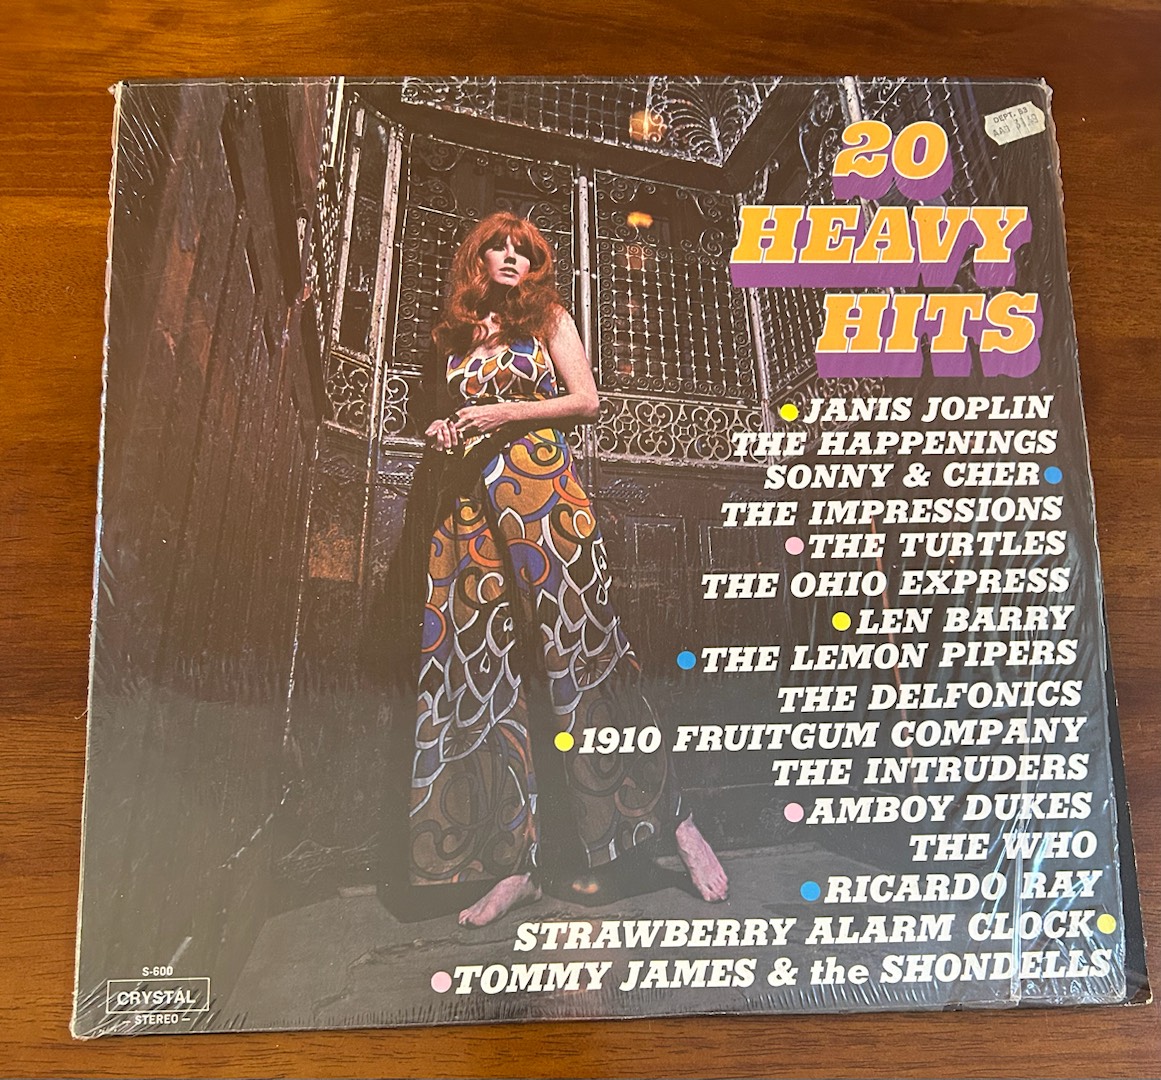 DEPT. 53
20
HEAVY
HITS
JANIS JOPLIN
THE HAPPENINGS
SONNY & CHER
THE IMPRESSIONS
THE TURTLES
THE OHIO EXPRESS
LEN BARRY
THE LEMON PIPERS
THE DELFONICS
1910 FRUITGUM COMPANY
THE INTRUDERS
AMBOY DUKES
THE WHO
RICARDO RAY
STRAWBERRY ALARM CLOCK
TOMMY JAMES & the SHONDELLS
S-600
CRYSTAL
– STEREO –